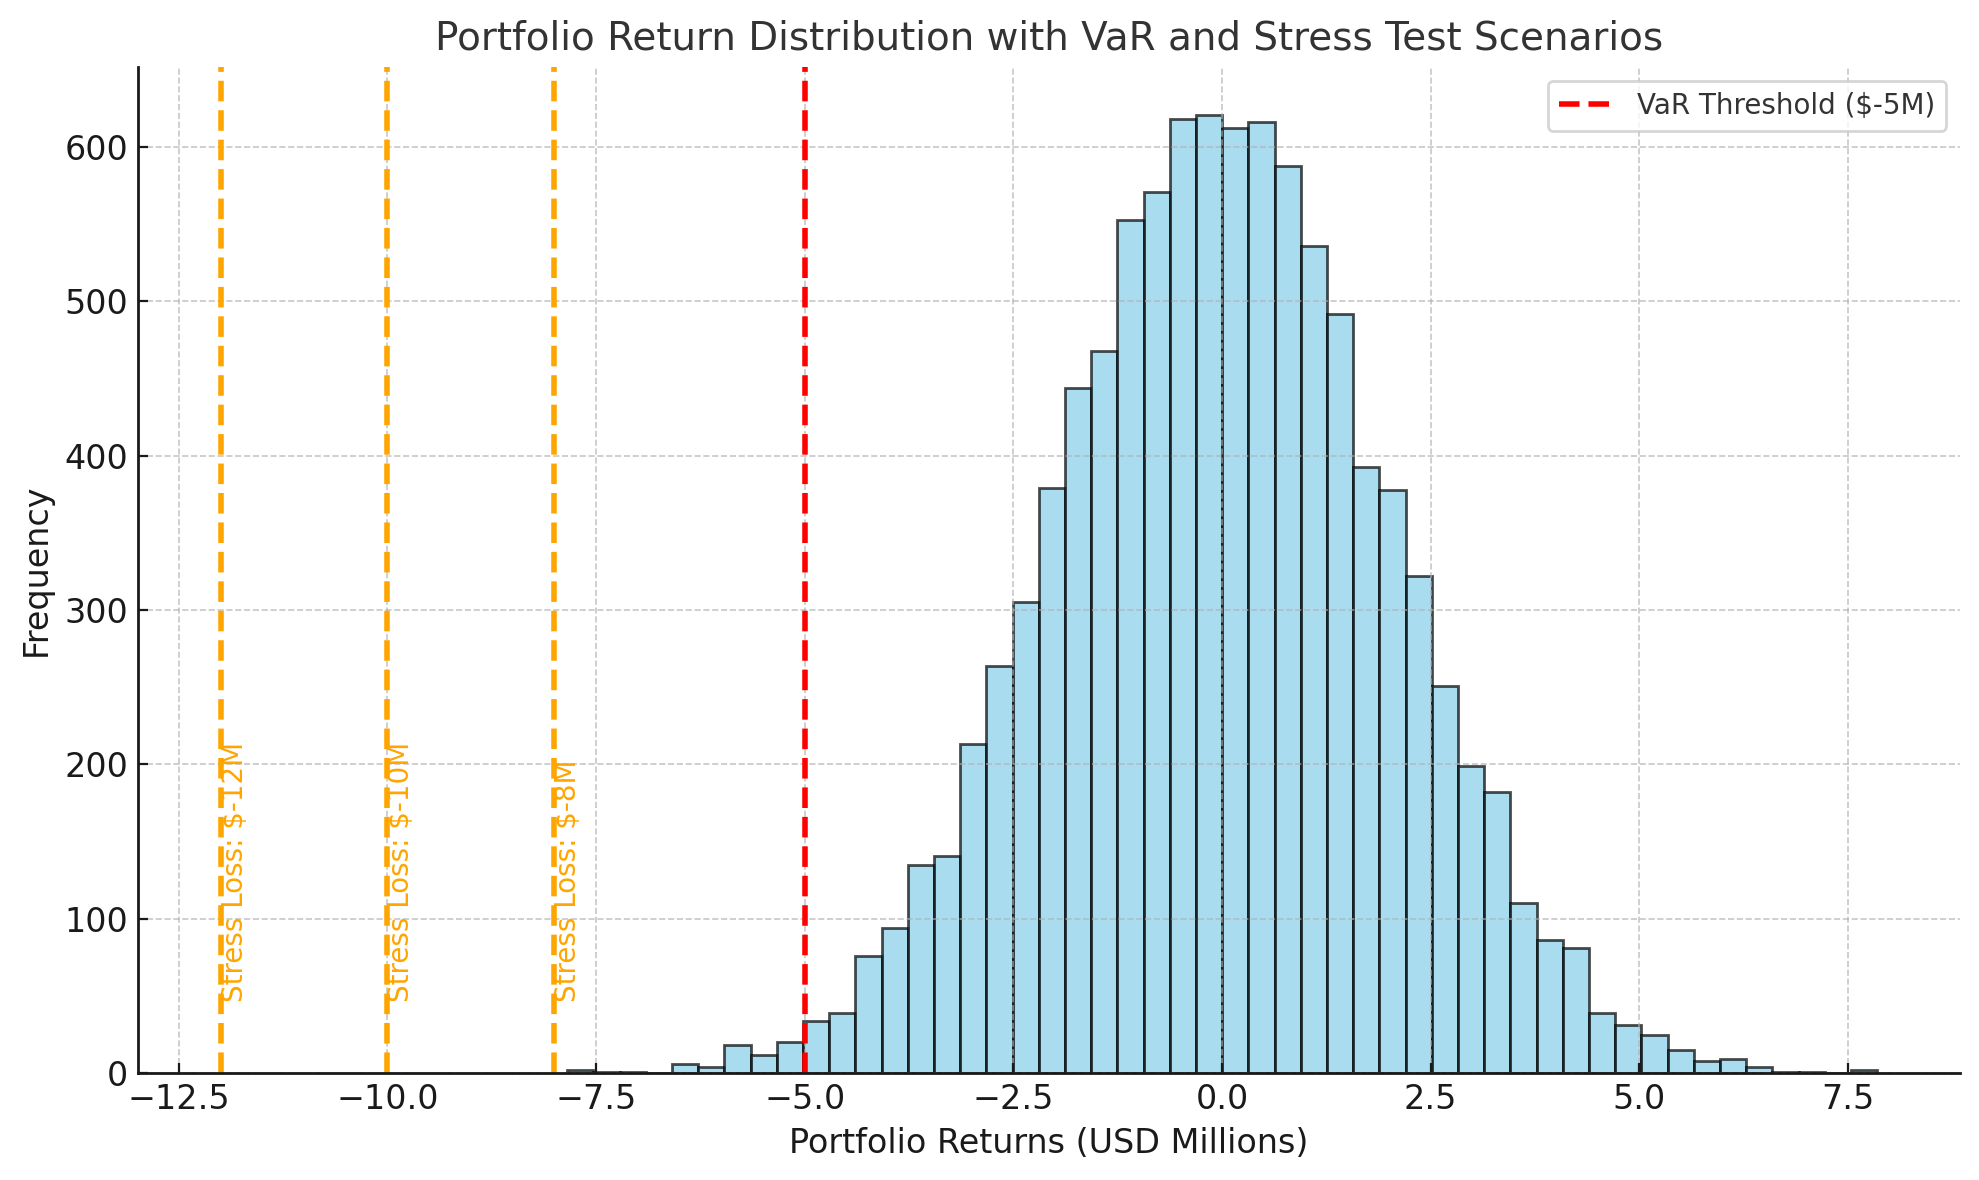 Portfolio Return Distribution with VaR and Stress Test Scenarios
VaR Threshold ($-5M)
Frequency
600
500
400
300
200
100
0
Stress Loss: $-12M
Stress Loss: $-10M
Stress Loss: $-8M
−12.5 −10.0 −7.5 −5.0 −2.5 0.0 2.5 5.0 7.5
Portfolio Returns (USD Millions)